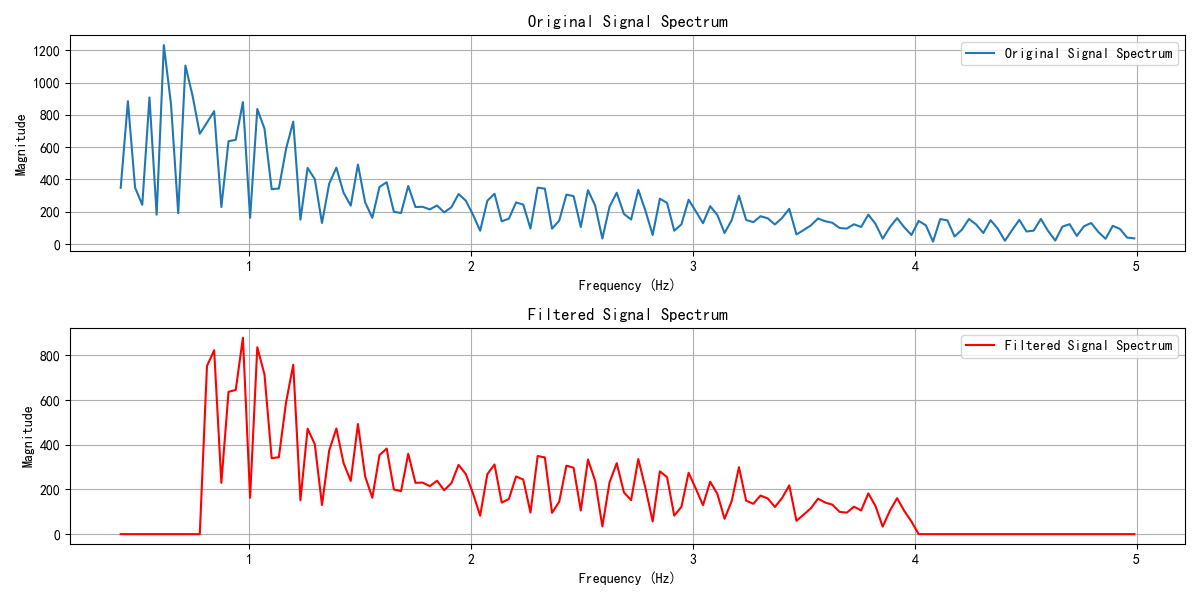 Original Signal Spectrum
Original Signal Spectrum
Magnitude
1200
1000
800
600
400
200
0
1
2
3
4
5
Frequency (Hz)
Filtered Signal Spectrum
Filtered Signal Spectrum
Magnitude
800
600
400
200
0
1
2
3
4
5
Frequency (Hz)